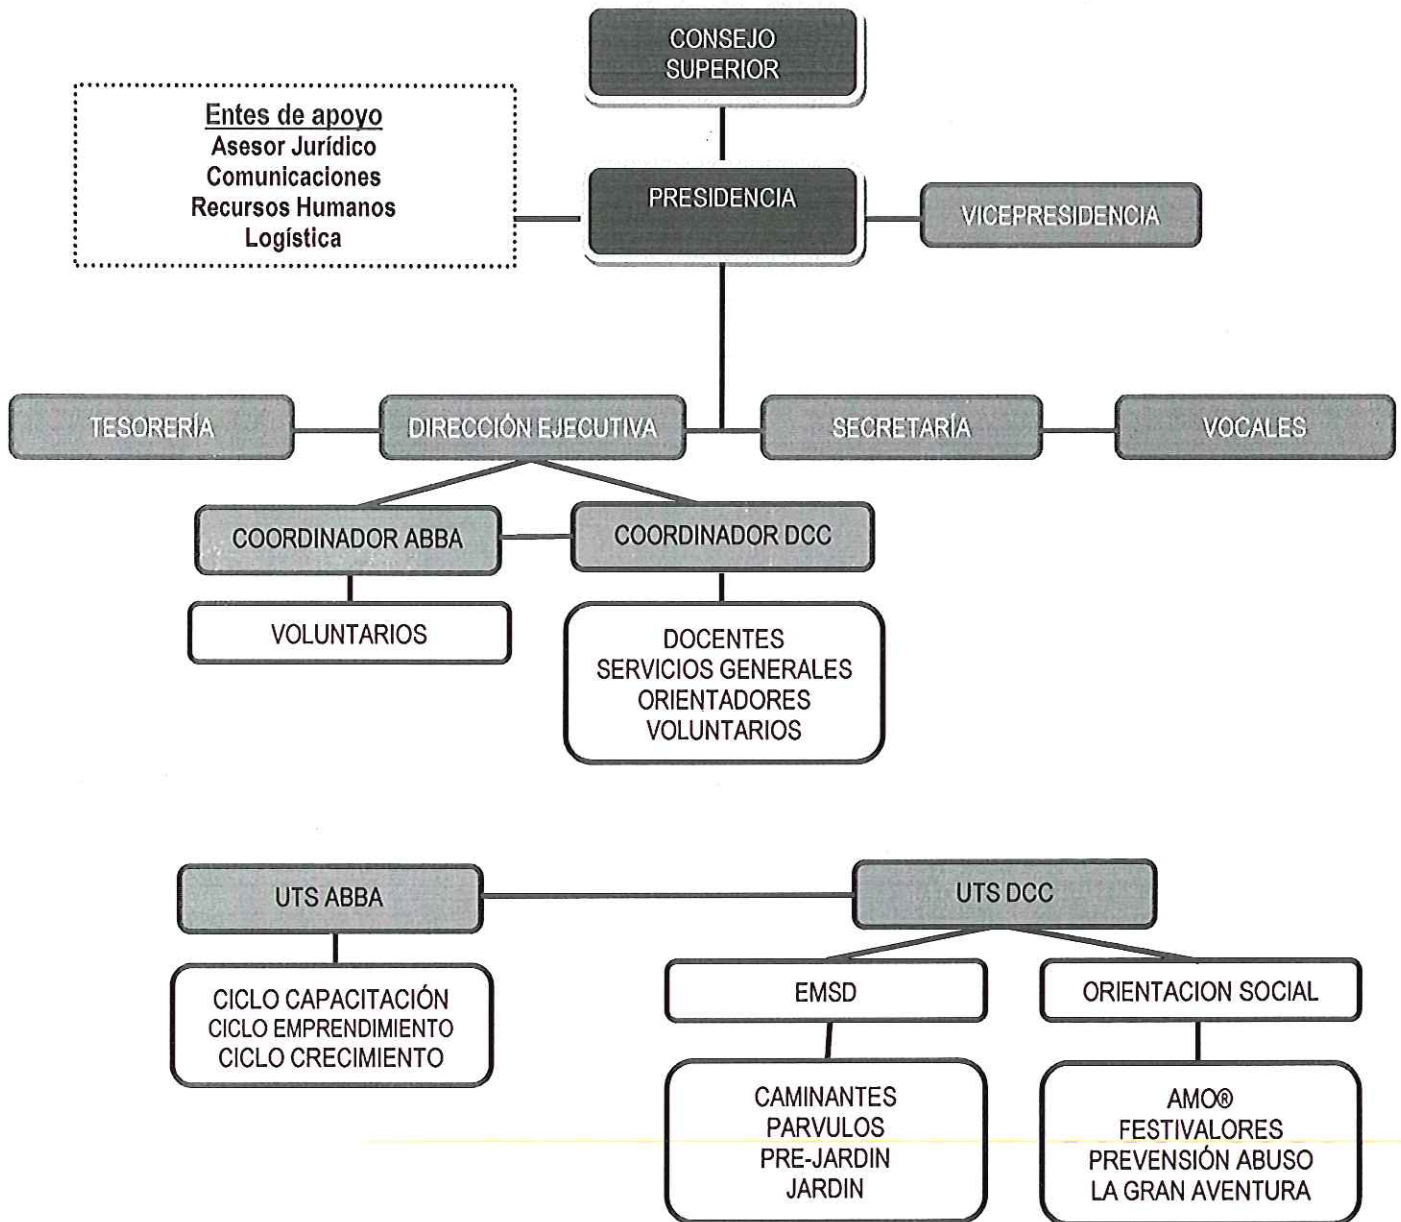 CONSEJO
SUPERIOR
Entes de apoyo
Asesor Jurídico
Comunicaciones
Recursos Humanos
Logística
PRESIDENCIA
VICEPRESIDENCIA
TESORERÍA
DIRECCIÓN EJECUTIVA
SECRETARÍA
VOCALES
COORDINADOR ABBA
COORDINADOR DCC
VOLUNTARIOS
DOCENTES
SERVICIOS GENERALES
ORIENTADORES
VOLUNTARIOS
UTS ABBA
UTS DCC
CICLO CAPACITACIÓN
CICLO EMPRENDIMIENTO
CICLO CRECIMIENTO
EMSD
ORIENTACION SOCIAL
CAMINANTES
PARVULOS
PRE-JARDIN
JARDIN
AMO®
FESTIVALORES
PREVENSIÓN ABUSO
LA GRAN AVENTURA